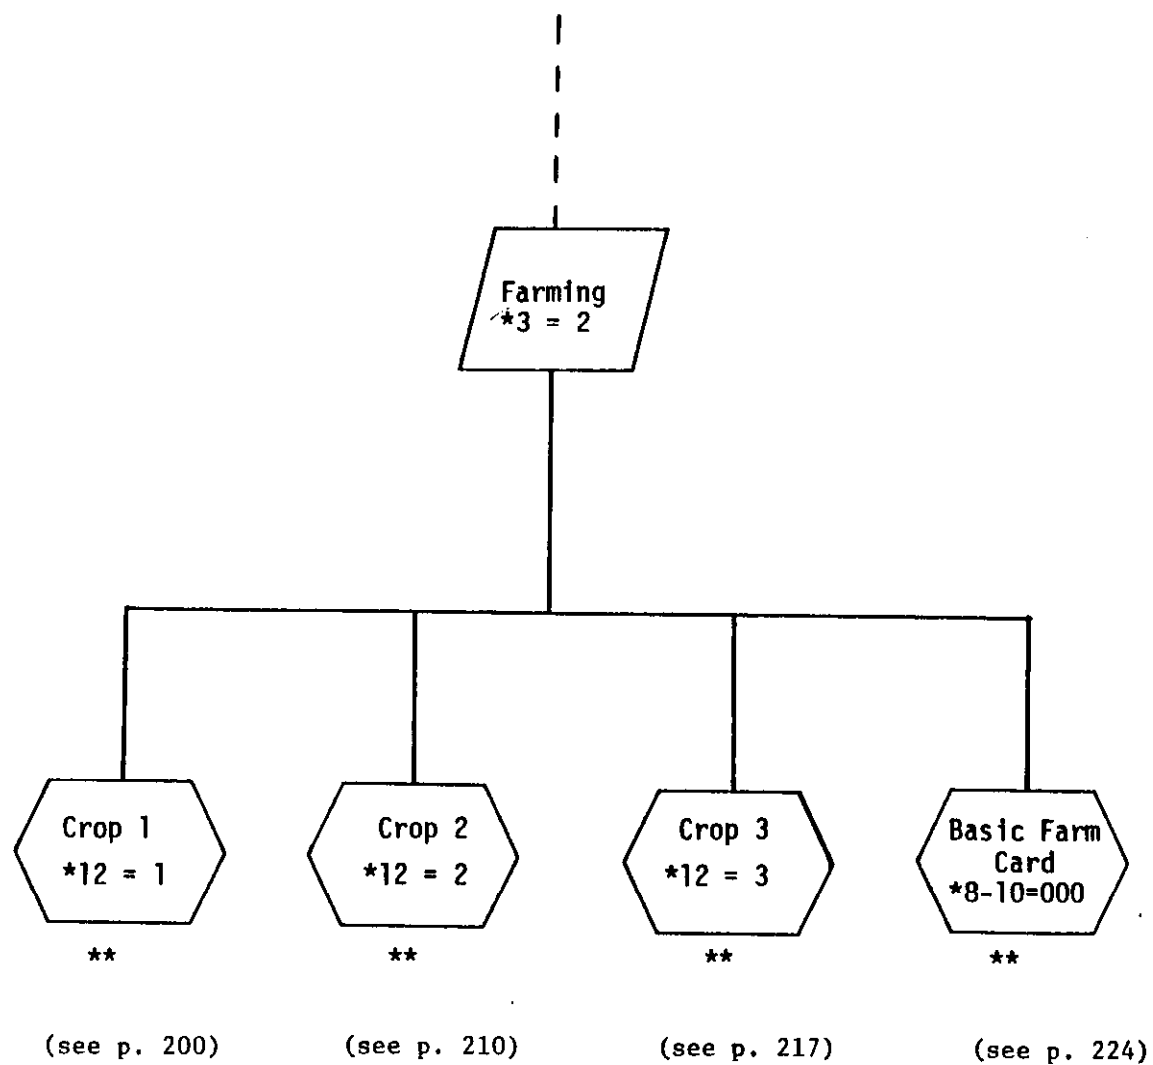 Farming
*3 = 2
Crop 1
*12 = 1
Crop 2
*12 = 2
Crop 3
*12 = 3
Basic Farm
Card
*8-10=000
**
**
**
**
(see p. 200)
(see p. 210)
(see p. 217)
(see p. 224)